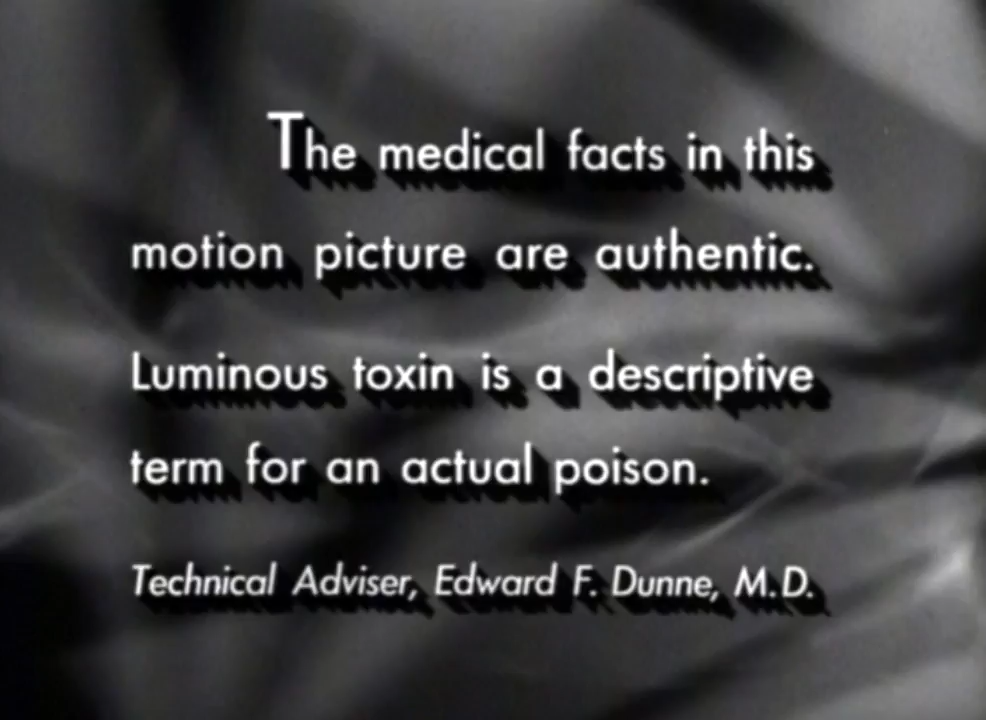 The medical facts in this
motion picture are authentic.
Luminous toxin is a descriptive
term for an actual poison.
Technical Adviser, Edward F. Dunne, M.D.